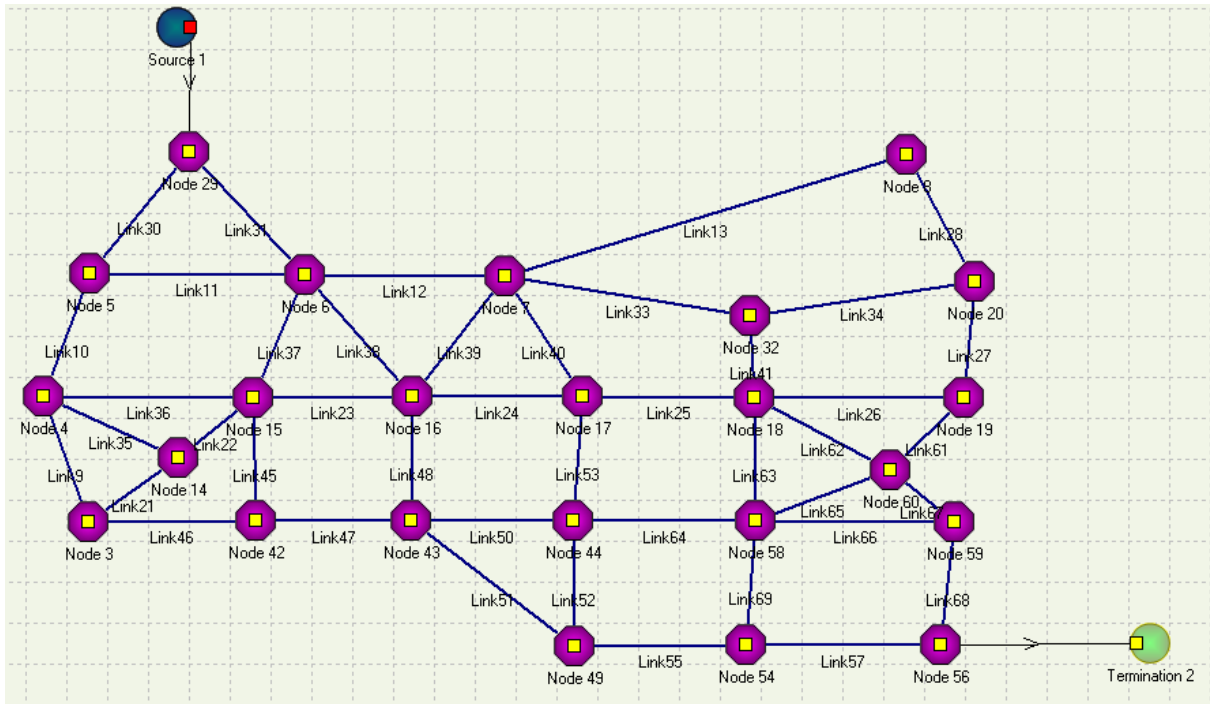 Source 1
Node 29
Node 8
Link30
Link31
Link13
Link28
Node 5
Link11
Node 6
Link12
Node 7
Link33
Link34
Node 20
Node 32
Link10
Link37
Link38
Link39
Link40
Link27
Link41
Node 4
Link36
Node 15
Link23
Node 16
Link24
Node 17
Link25
Node 18
Link26
Node 19
Link35
Link22
Link62
Link61
Link9
Node 14
Link45
Link48
Link53
Link63
Node 60
Link21
Link65
Node 3
Link46
Node 42
Link47
Node 43
Link50
Node 44
Link64
Node 58
Link66
Node 59
Link51
Link52
Link69
Link68
Node 49
Link55
Node 54
Link57
Node 56
Termination 2